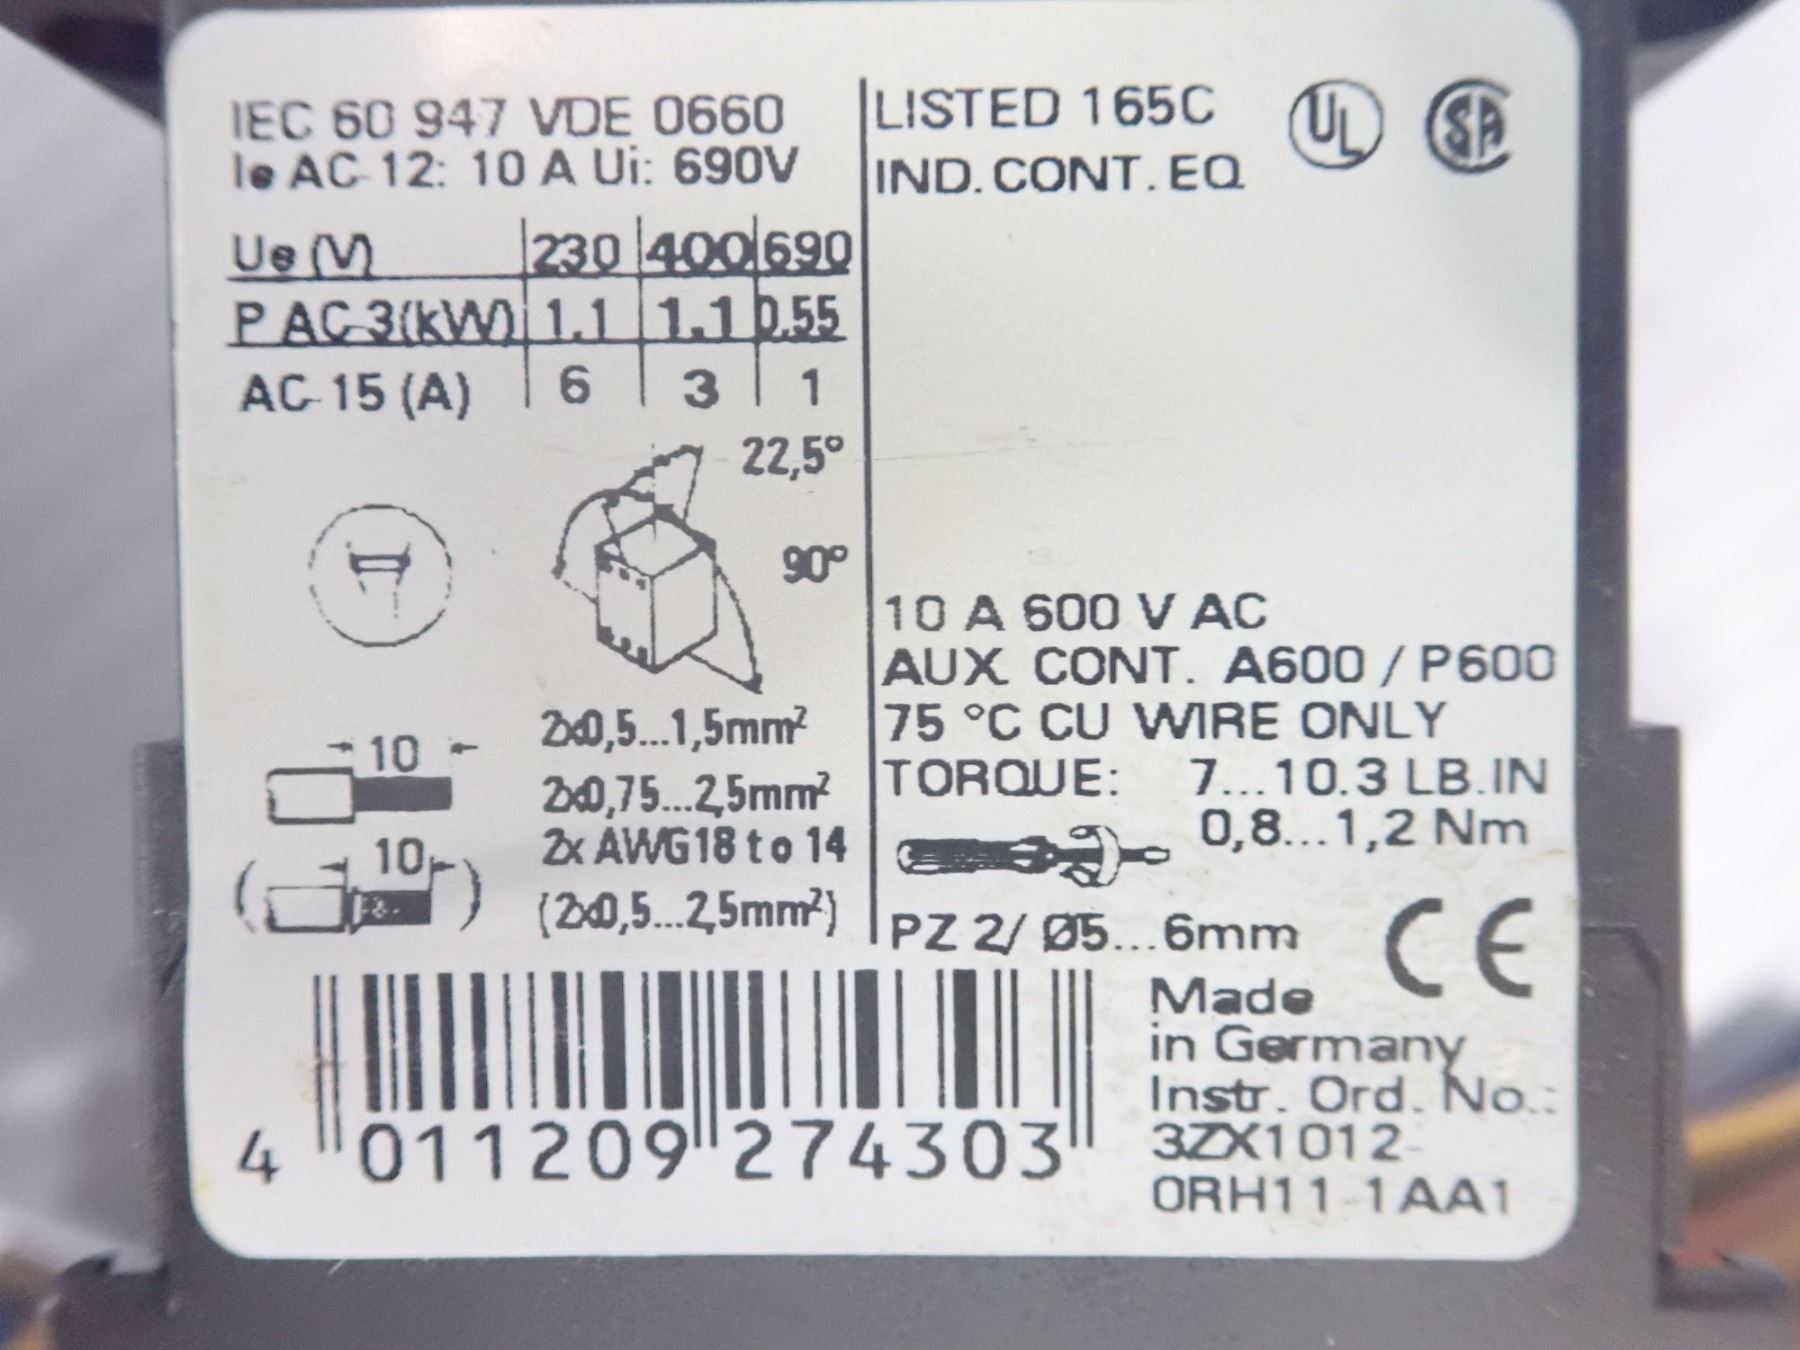 IEC 60 947 VDE 0660
Ie AC-12: 10 A Ui: 690V
Ue (V) 230 400 690
P AC-3(kW) 1.1 1.1 0.55
AC-15 (A) 6 3 1
22,5°
90°
10
2x0,5...1,5mm²
2x0,75...2,5mm²
2x AWG18 to 14
10
(2x0,5...2,5mm²)
LISTED 165C
IND. CONT. EQ
UL
SA
10 A 600 V AC
AUX. CONT. A600 / P600
75 °C CU WIRE ONLY
TORQUE: 7...10.3 LB.IN
0,8...1,2 Nm
PZ 2/ Ø5...6mm
CE
Made
in Germany
Instr. Ord. No.:
3ZX1012-
0RH11-1AA1
4 011209 274303